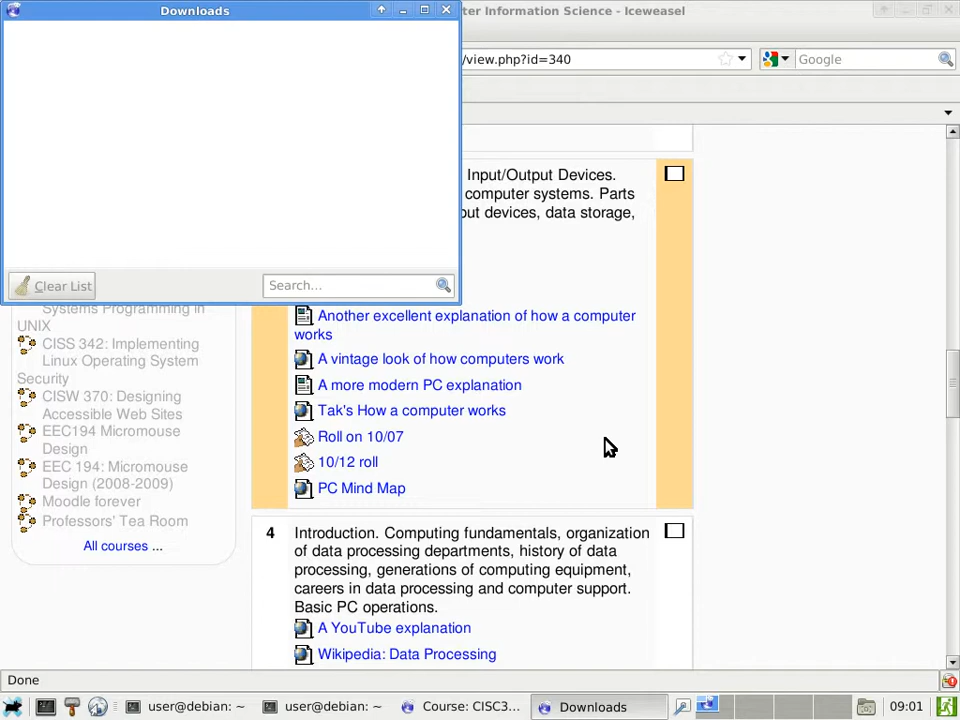 Downloads
ter Information Science - Iceweasel
/view.php?id=340
Google
Input/Output Devices.
computer systems. Parts
out devices, data storage,
Clear List
Search...
Systems Programming in
UNIX
CISS 342: Implementing
Linux Operating System
Security
CISW 370: Designing
Accessible Web Sites
EEC194 Micromouse
Design
EEC 194: Micromouse
Design (2008-2009)
Moodle forever
Professors' Tea Room
All courses ...
Another excellent explanation of how a computer
works
A vintage look of how computers work
A more modern PC explanation
Tak's How a computer works
Roll on 10/07
10/12 roll
PC Mind Map
4 Introduction. Computing fundamentals, organization
of data processing departments, history of data
processing, generations of computing equipment,
careers in data processing and computer support.
Basic PC operations.
A YouTube explanation
Wikipedia: Data Processing
Done
user@debian: ~
user@debian: ~
Course: CISC3...
Downloads
09:01